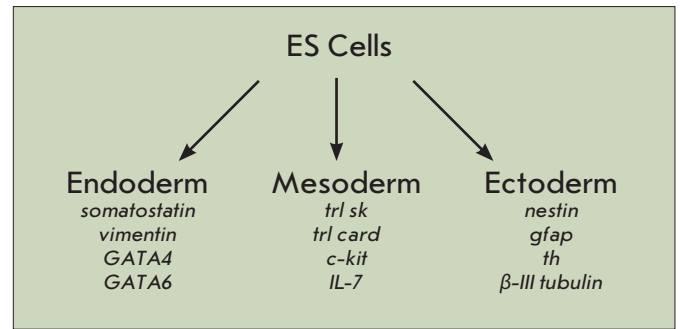 ES Cells
Endoderm
somatostatin
vimentin
GATA4
GATA6
Mesoderm
trl sk
trl card
c-kit
IL-7
Ectoderm
nestin
gfap
th
β-III tubulin